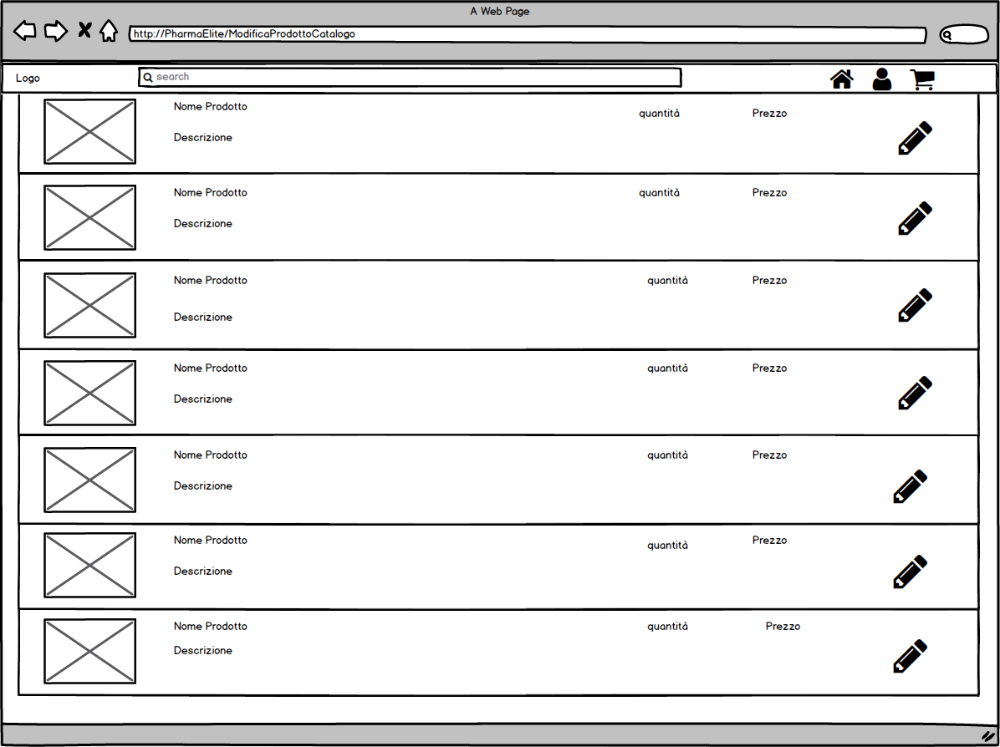 A Web Page
http://PharmaElite/ModificaProdottoCatalogo
Logo
search
Nome Prodotto
quantità
Prezzo
Descrizione
Nome Prodotto
quantità
Prezzo
Descrizione
Nome Prodotto
quantità
Prezzo
Descrizione
Nome Prodotto
quantità
Prezzo
Descrizione
Nome Prodotto
quantità
Prezzo
Descrizione
Nome Prodotto
quantità
Prezzo
Descrizione
Nome Prodotto
quantità
Prezzo
Descrizione